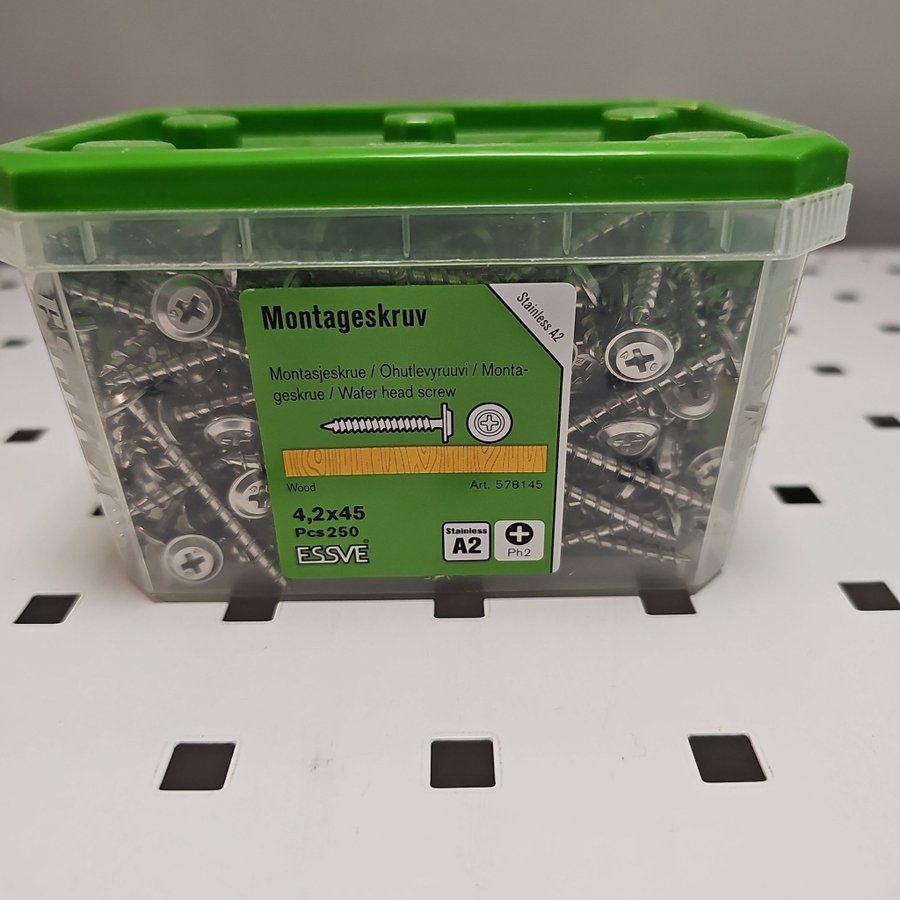 Montageskruv
Stainless A2
Montasjeskrue / Ohutlevyruuvi / Monta-
geskrue / Wafer head screw
Wood
Art. 578145
4,2x45
Pcs 250
ESSVE®
Stainless
A2
Ph2